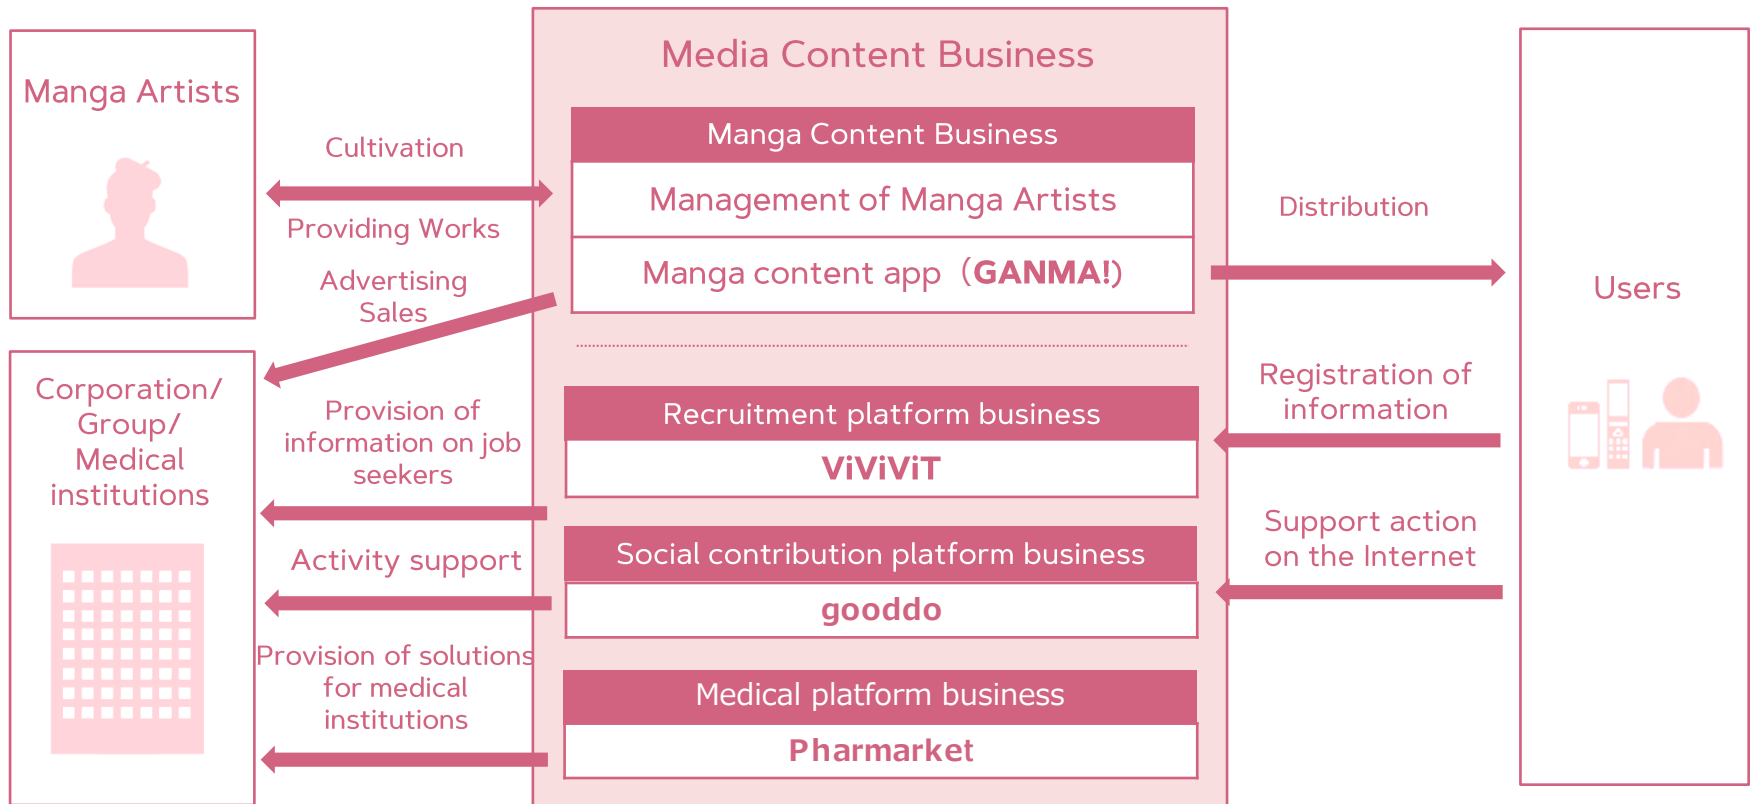 Media Content Business
Manga Artists
Cultivation
Providing Works
Advertising
Sales
Manga Content Business
Management of Manga Artists
Manga content app（GANMA!)
Distribution
Users
Corporation/
Group/
Medical
institutions
Provision of
information on job
seekers
Activity support
Provision of solutions
for medical
institutions
Recruitment platform business
ViViViT
Social contribution platform business
gooddo
Medical platform business
Pharmarket
Registration of
information
Support action
on the Internet